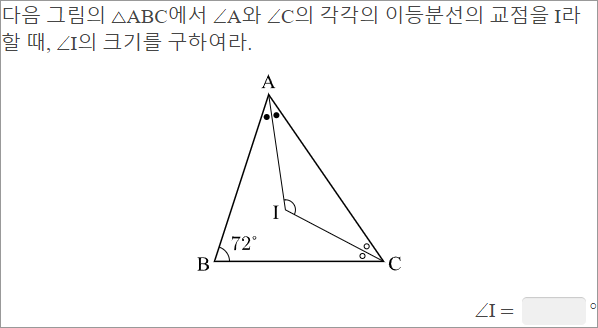 다음 그림의 △ABC에서 ∠A와 ∠C의 각각의 이등분선의 교점을 I라
할 때, ∠I의 크기를 구하여라.
A
I
72°
B
C
∠I = °